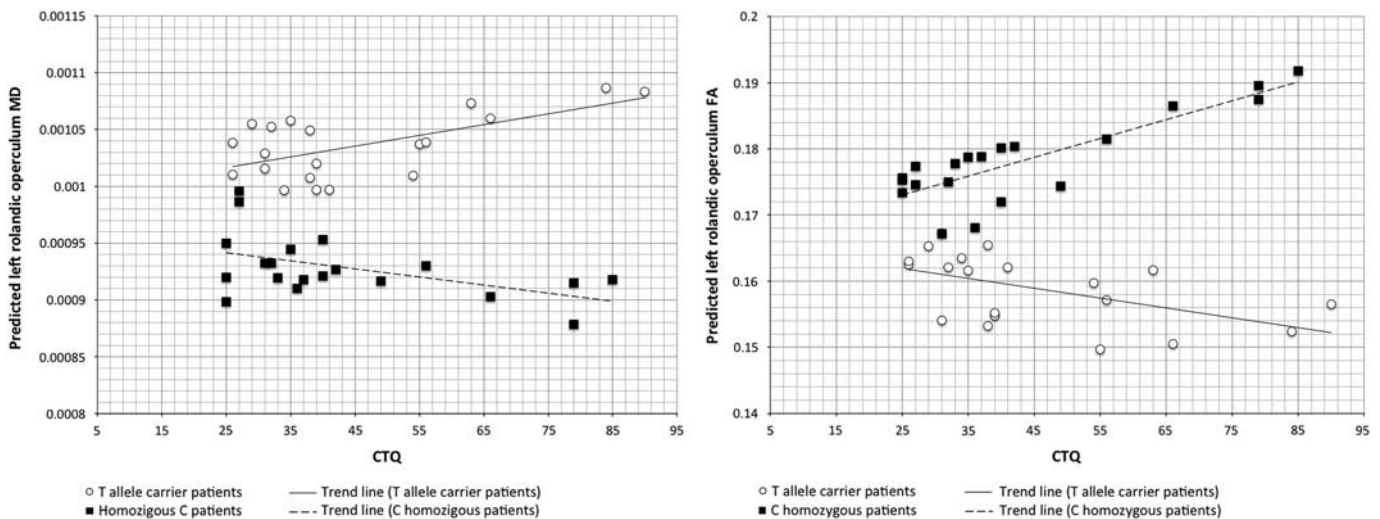 Predicted left rolandic operculum MD
0.00115
0.0011
0.00105
0.001
0.00095
0.0009
0.00085
0.0008
5 15 25 35 45 55 65 75 85 95
CTQ
○ T allele carrier patients —— Trend line (T allele carrier patients)
■ Homozigous C patients – – – Trend line (C homozigous patients)
Predicted left rolandic operculum FA
0.2
0.19
0.18
0.17
0.16
0.15
0.14
5 15 25 35 45 55 65 75 85 95
CTQ
○ T allele carrier patients —— Trend line (T allele carrier patients)
■ C homozygous patients – – – Trend line (C homozygous patients)